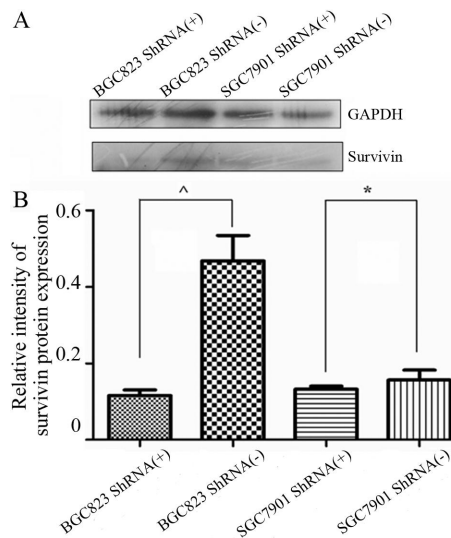 A
BGC823 ShRNA(+)
BGC823 ShRNA(-)
SGC7901 ShRNA(+)
SGC7901 ShRNA(-)
GAPDH
Survivin
B
Relative intensity of
survivin protein expression
0.6
0.4
0.2
0
^
*
BGC823 ShRNA(+)
BGC823 ShRNA(-)
SGC7901 ShRNA(+)
SGC7901 ShRNA(-)